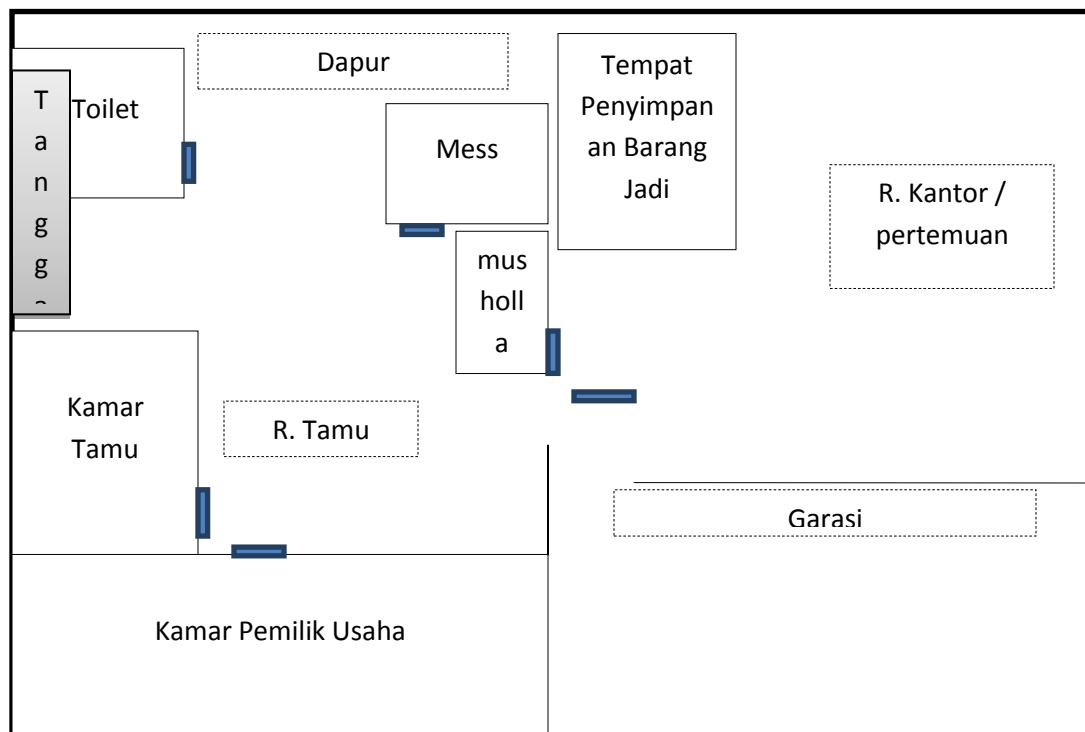 Dapur
Tempat
Penyimpan
an Barang
Jadi
T
a
n
g
g
a
Toilet
Mess
R. Kantor /
pertemuan
mus
holl
a
Kamar
Tamu
R. Tamu
Garasi
Kamar Pemilik Usaha